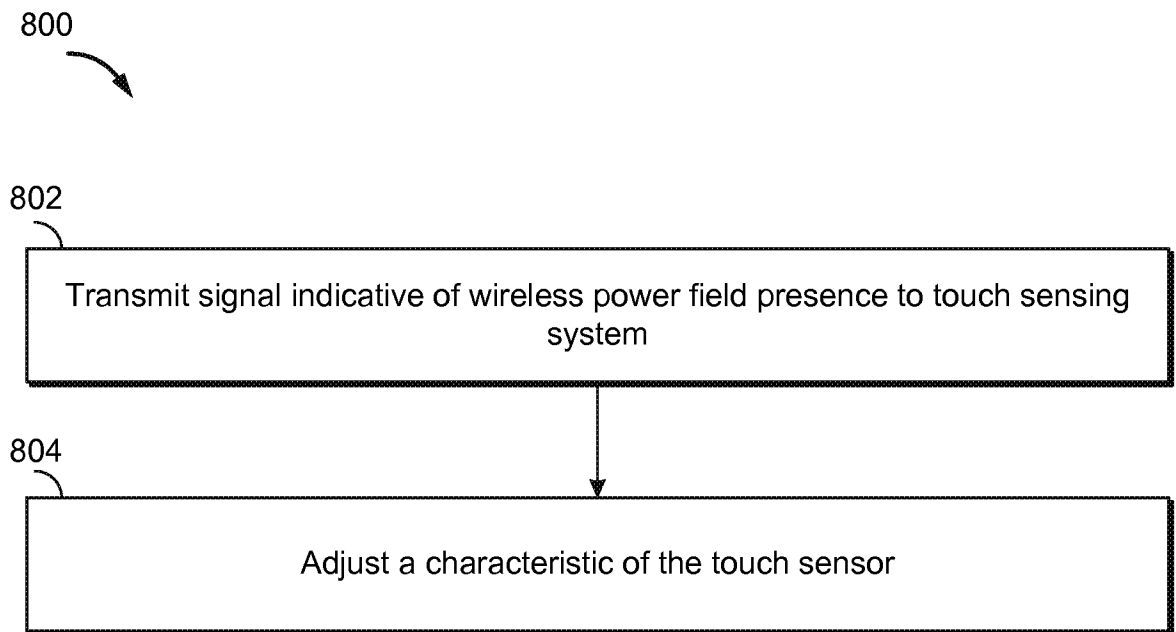 800
802
Transmit signal indicative of wireless power field presence to touch sensing
system
804
Adjust a characteristic of the touch sensor